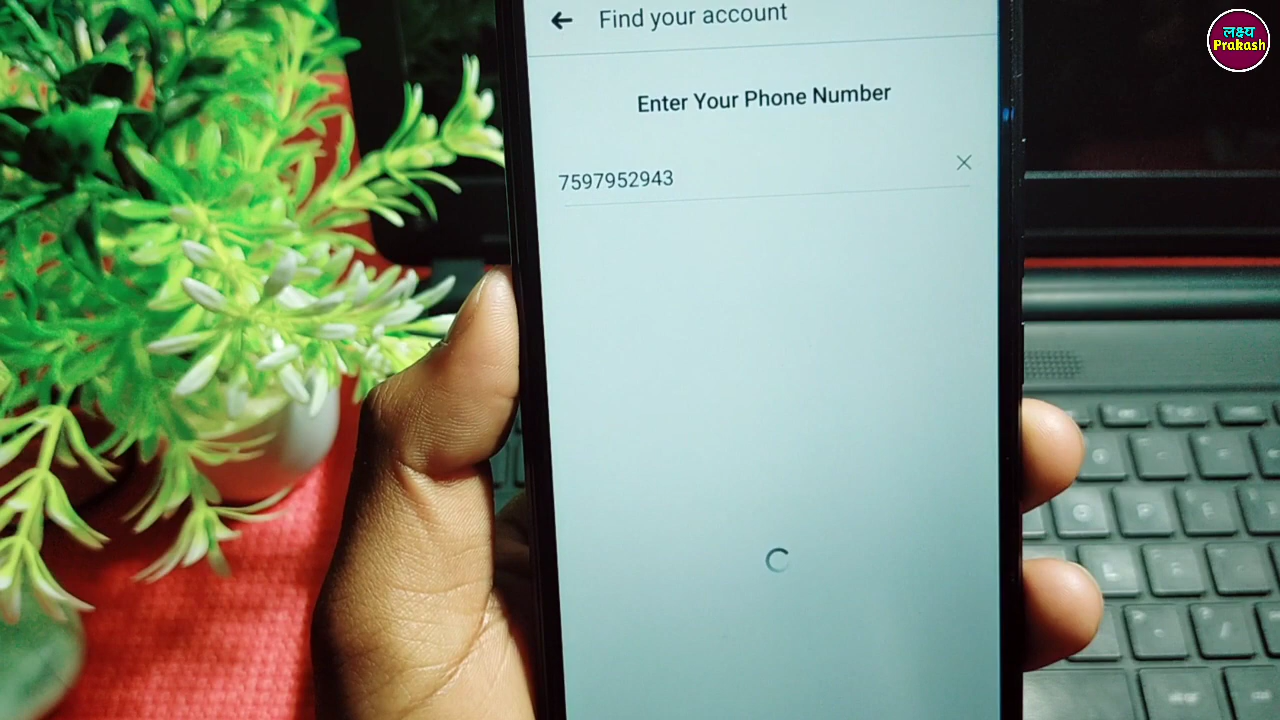 ← Find your account
लक्ष्य
Prakash
Enter Your Phone Number
7597952943 ×